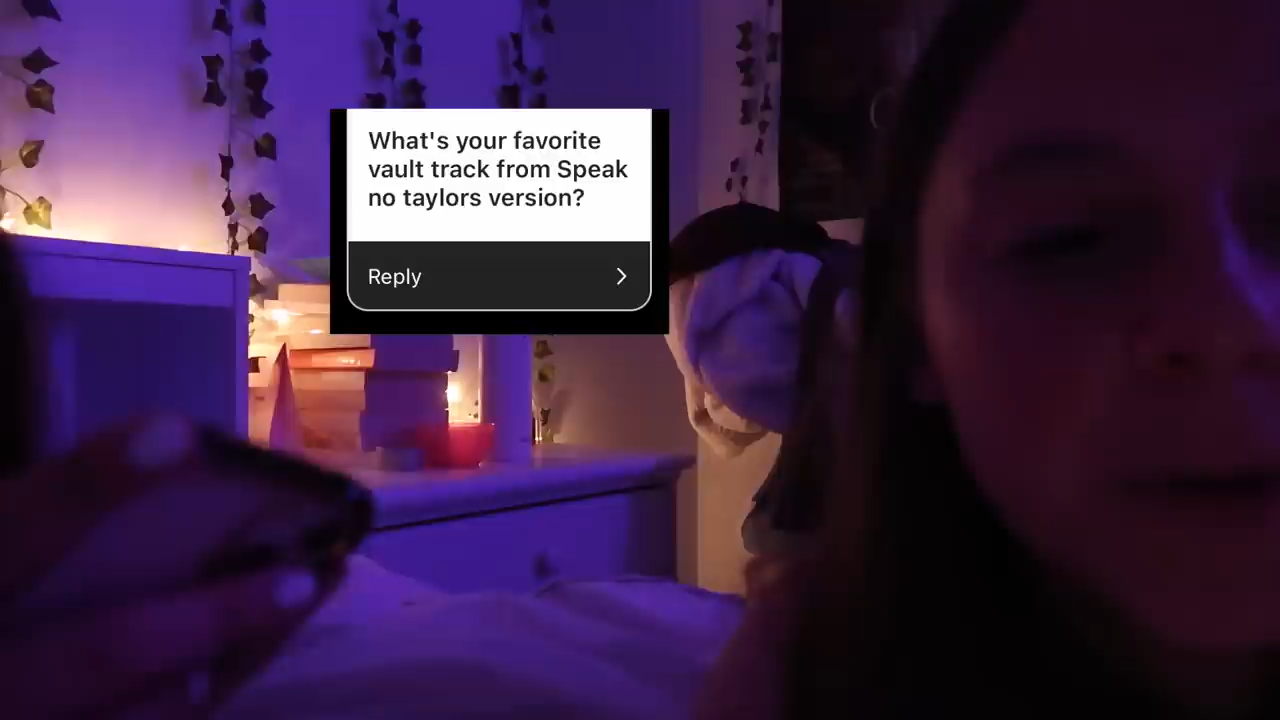 What's your favorite
vault track from Speak
no taylors version?
Reply